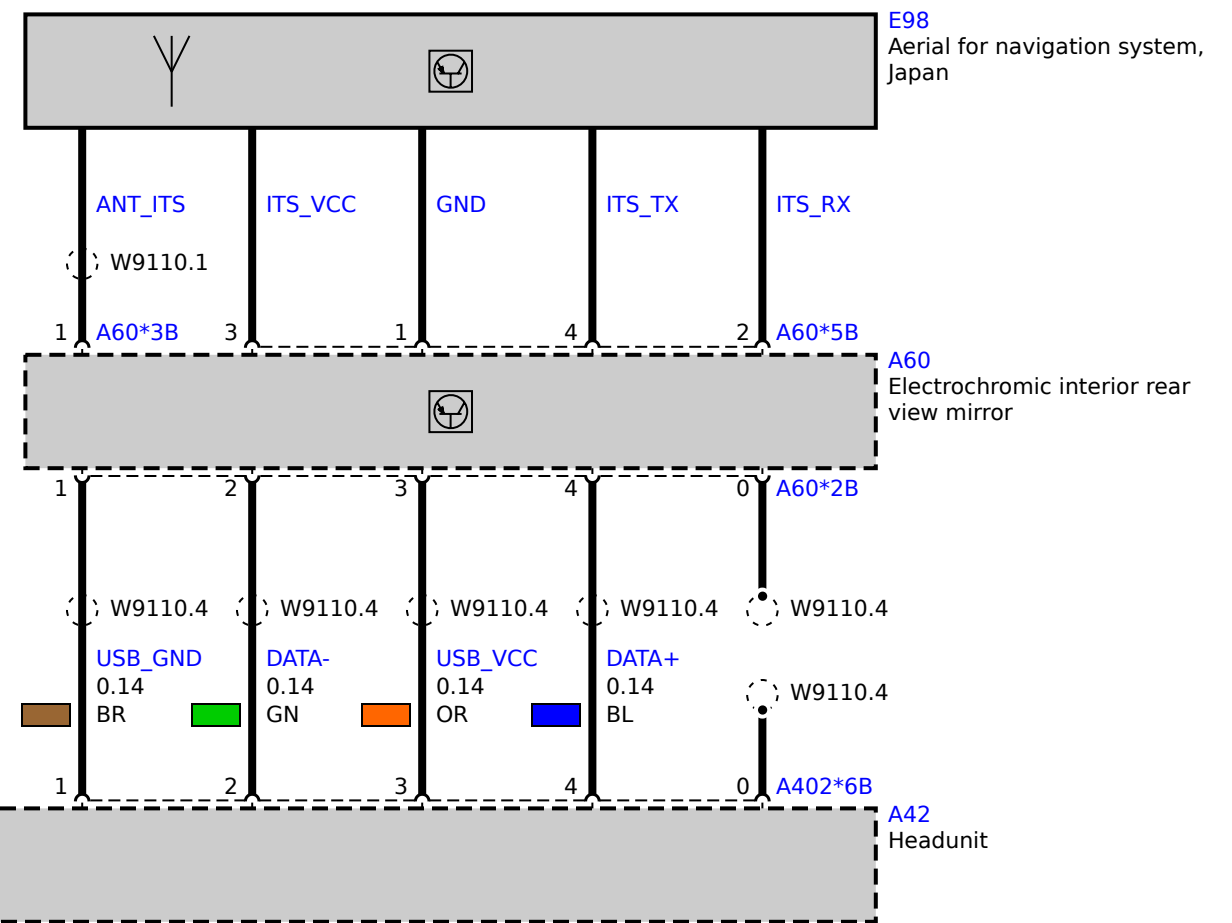 E98
Aerial for navigation system,
Japan
ANT_ITS ITS_VCC GND ITS_TX ITS_RX
W9110.1
1 A60*3B 3 1 4 2 A60*5B
A60
Electrochromic interior rear
view mirror
1 2 3 4 0 A60*2B
W9110.4 W9110.4 W9110.4 W9110.4 W9110.4
USB_GND DATA- USB_VCC DATA+
0.14 0.14 0.14 0.14
W9110.4
BR GN OR BL
1 2 3 4 0 A402*6B
A42
Headunit